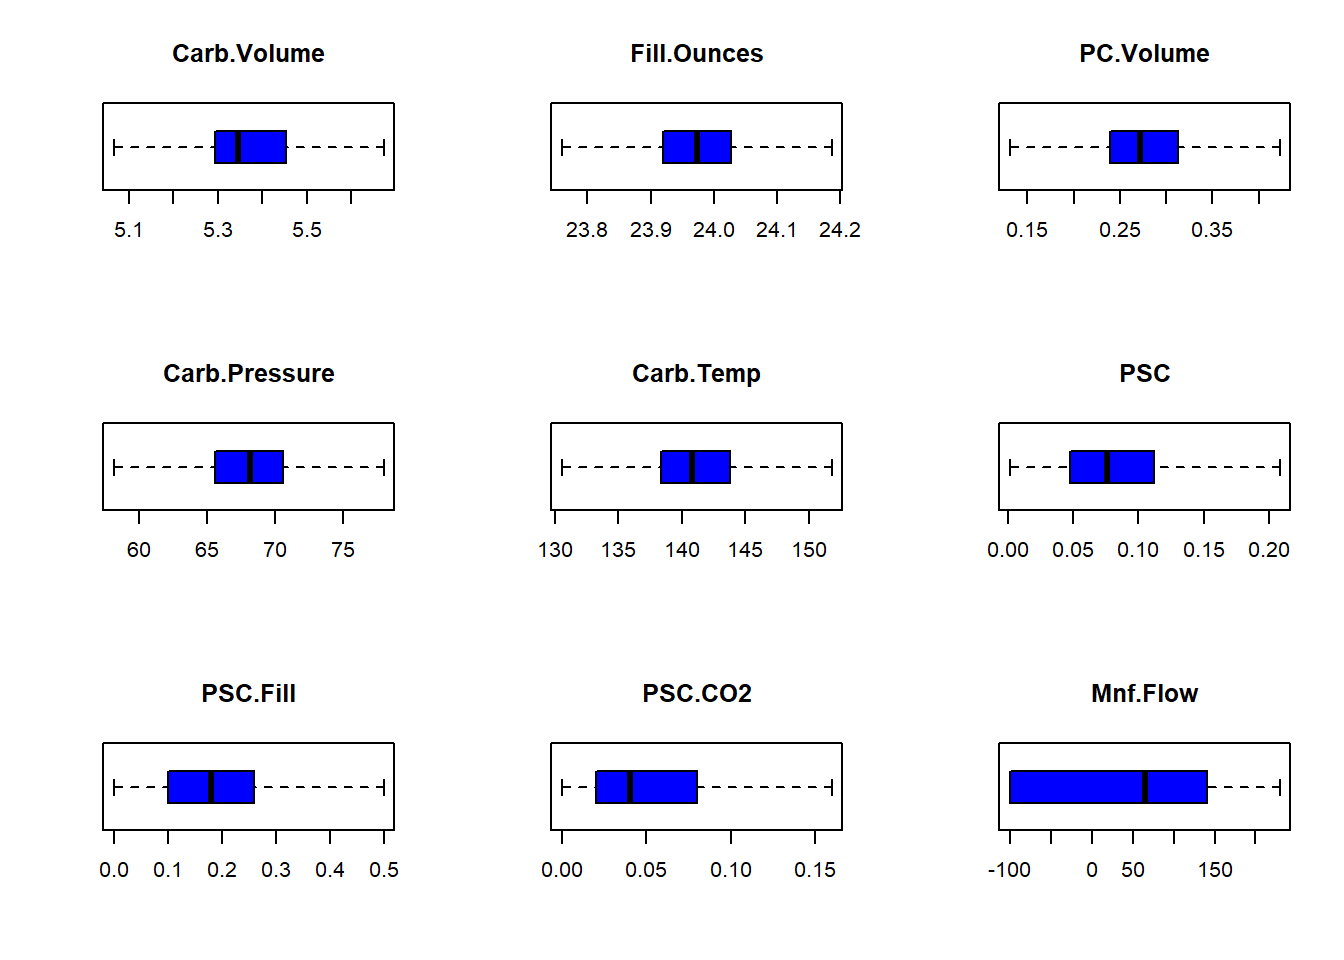 Carb.Volume Fill.Ounces PC.Volume
5.1 5.3 5.5 23.8 23.9 24.0 24.1 24.2 0.15 0.25 0.35
Carb.Pressure Carb.Temp PSC
60 65 70 75 130 135 140 145 150 0.00 0.05 0.10 0.15 0.20
PSC.Fill PSC.CO2 Mnf.Flow
0.0 0.1 0.2 0.3 0.4 0.5 0.00 0.05 0.10 0.15 -100 0 50 150